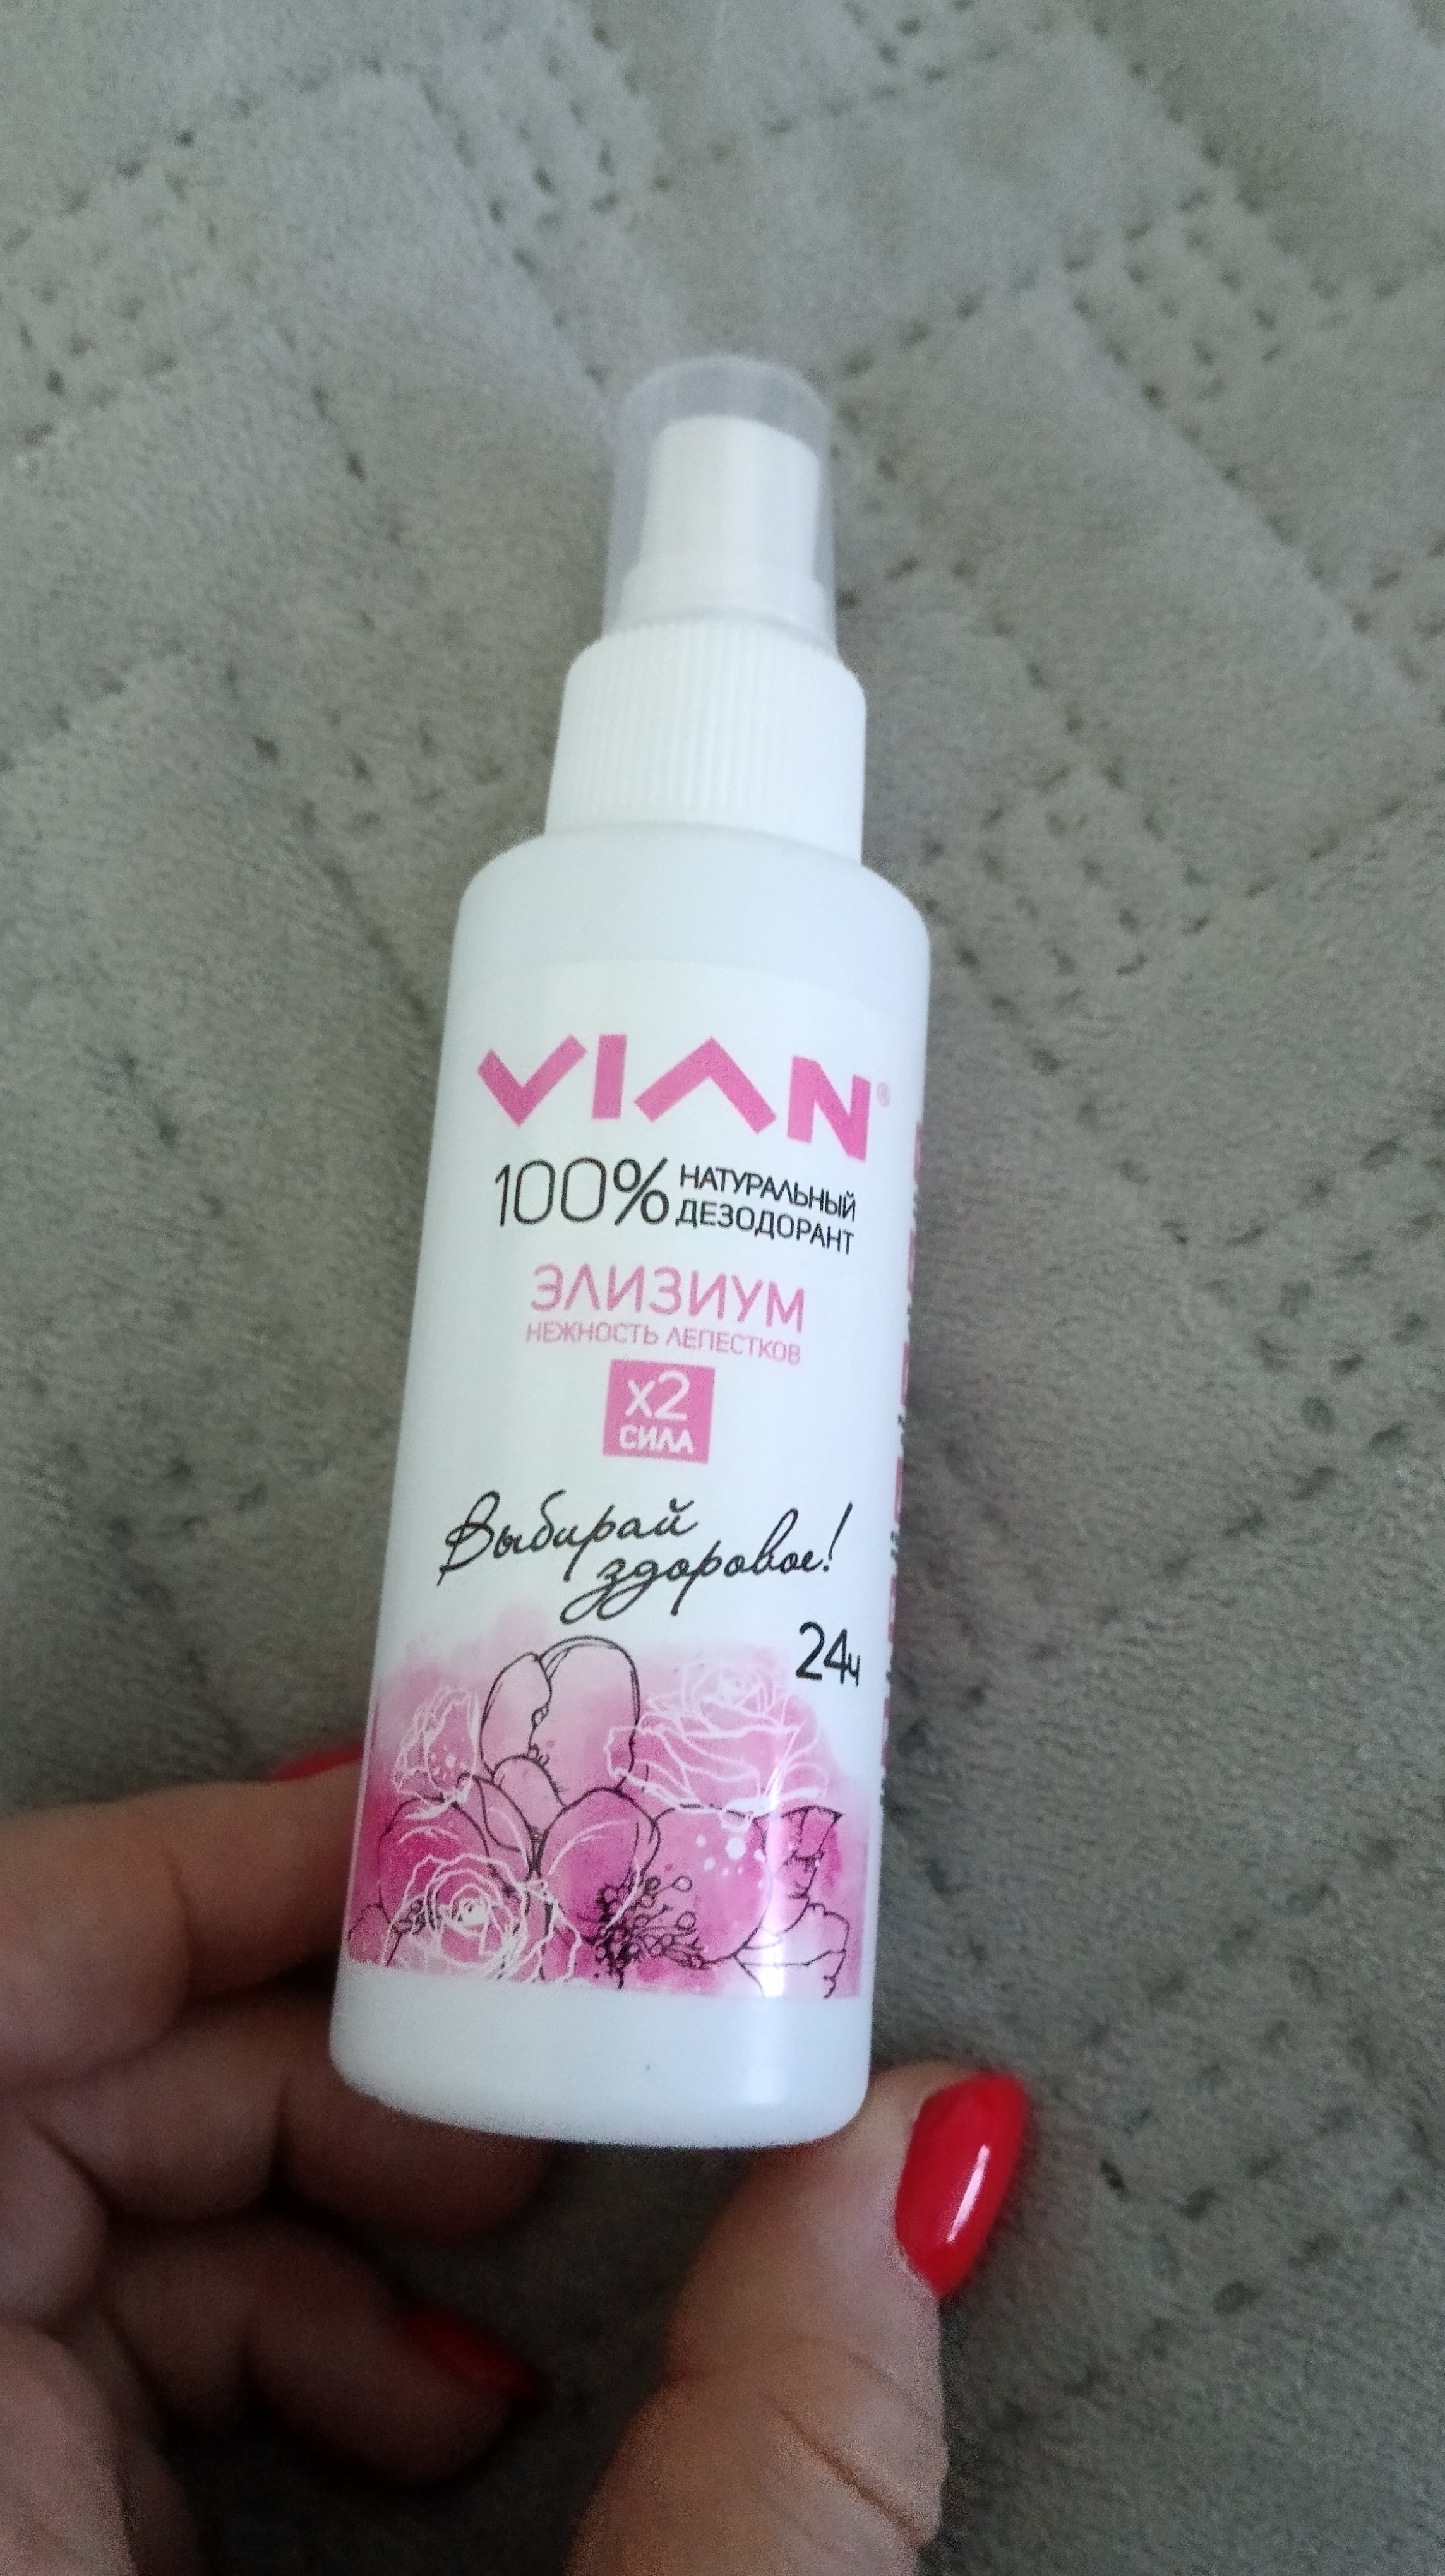 VIAN®
100% НАТУРАЛЬНЫЙ
ДЕЗОДОРАНТ
ЭЛИЗИУМ
НЕЖНОСТЬ ЛЕПЕСТКОВ
x2
СИЛА
Выбирай
здоровое!
24ч